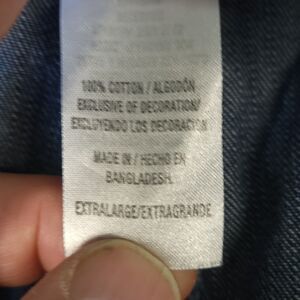 100% COTTON / ALGODÓN
EXCLUSIVE OF DECORATION/
EXCLUYENDO LOS DECORACION
MADE IN / HECHO EN
BANGLADESH.
EXTRALARGE/EXTRAGRANDE